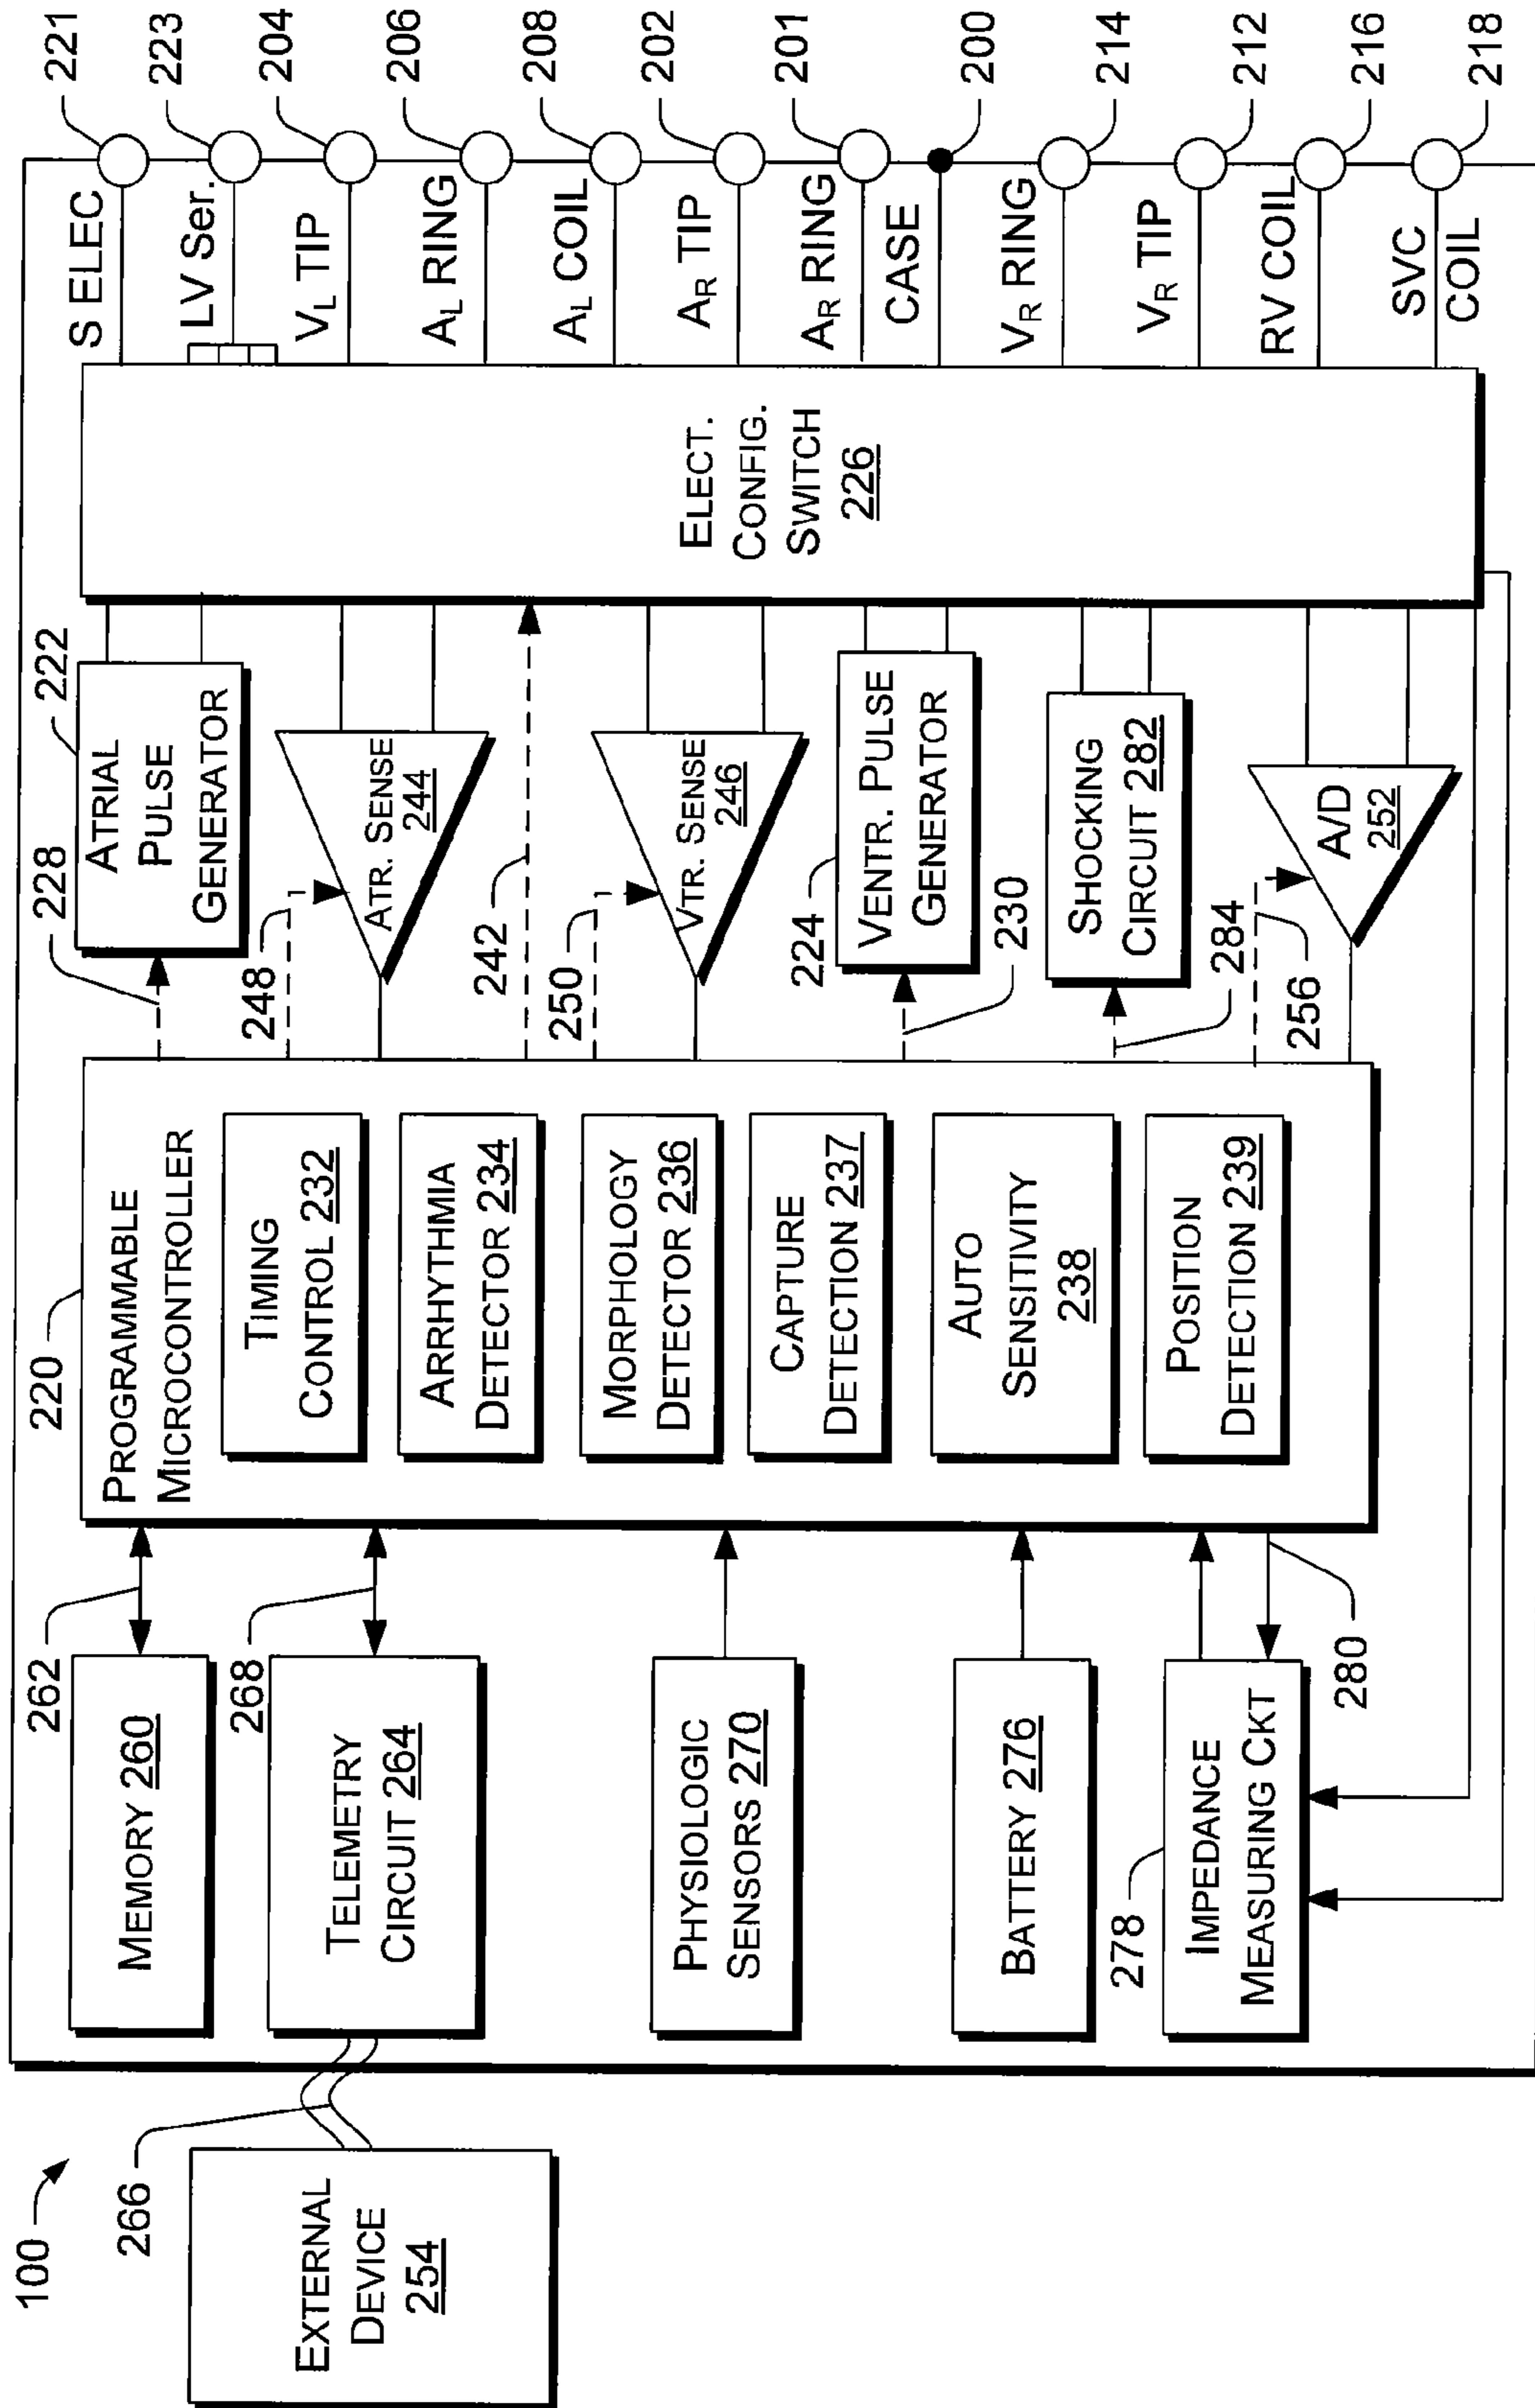 100
EXTERNAL
DEVICE
254
266
262
MEMORY 260
268
TELEMETRY
CIRCUIT 264
PHYSIOLOGIC
SENSORS 270
BATTERY 276
278
IMPEDANCE
MEASURING CKT
280
220
PROGRAMMABLE
MICROCONTROLLER
TIMING
CONTROL 232
ARRHYTHMIA
DETECTOR 234
MORPHOLOGY
DETECTOR 236
CAPTURE
DETECTION 237
AUTO
SENSITIVITY
238
POSITION
DETECTION 239
228
222
ATRIAL
PULSE
GENERATOR
248
ATR. SENSE
244
242
250
VTR. SENSE
246
224
VENTR. PULSE
GENERATOR
230
SHOCKING
CIRCUIT 282
284
256
A/D
252
ELECT.
CONFIG.
SWITCH
226
S ELEC
221
LV Ser.
223
VL TIP
204
AL RING
206
AL COIL
208
AR TIP
202
AR RING
201
CASE
200
VR RING
214
VR TIP
212
RV COIL
216
SVC
COIL
218